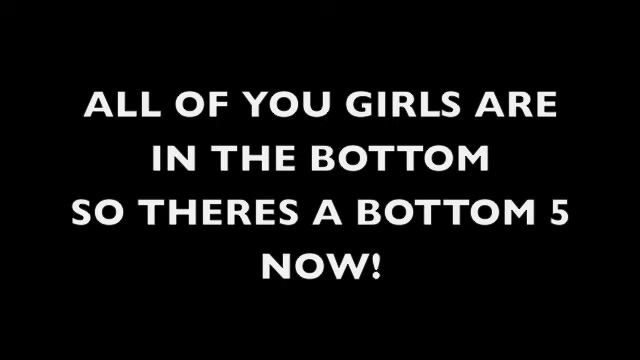 ALL OF YOU GIRLS ARE
IN THE BOTTOM
SO THERES A BOTTOM 5
NOW!